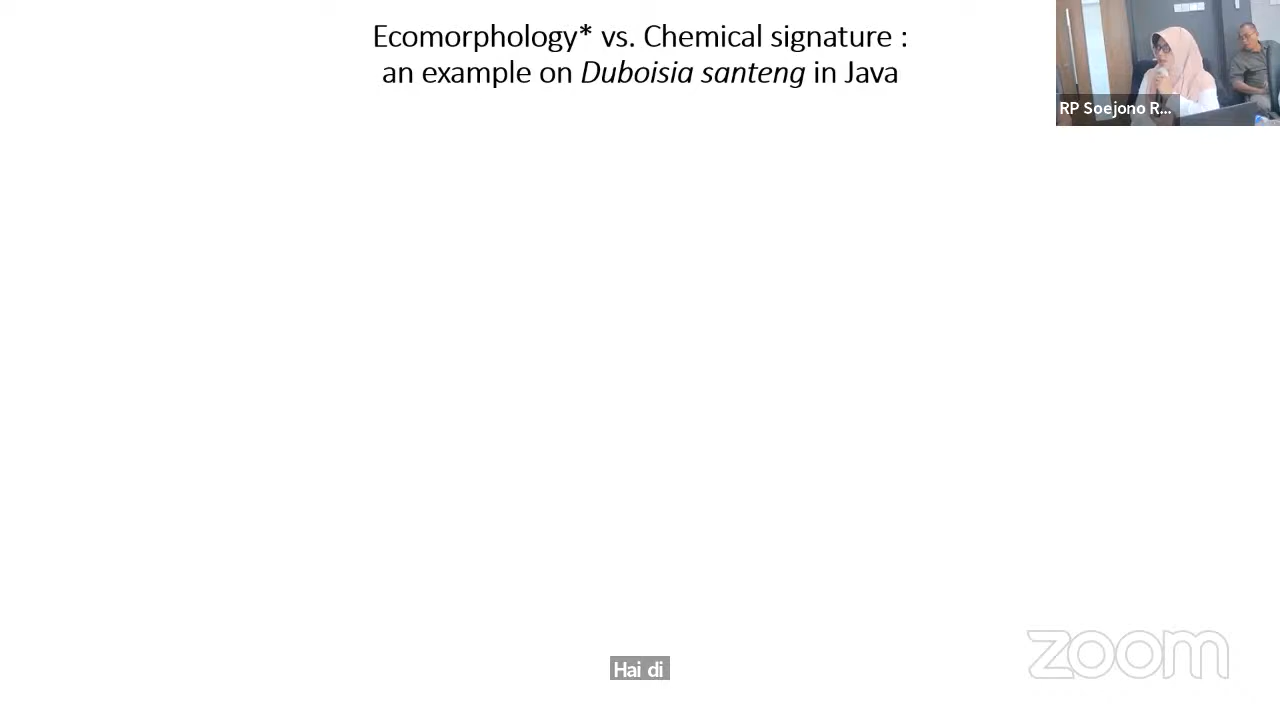 Ecomorphology* vs. Chemical signature :
an example on Duboisia santeng in Java
RP Soejono R...
Hai di
zoom